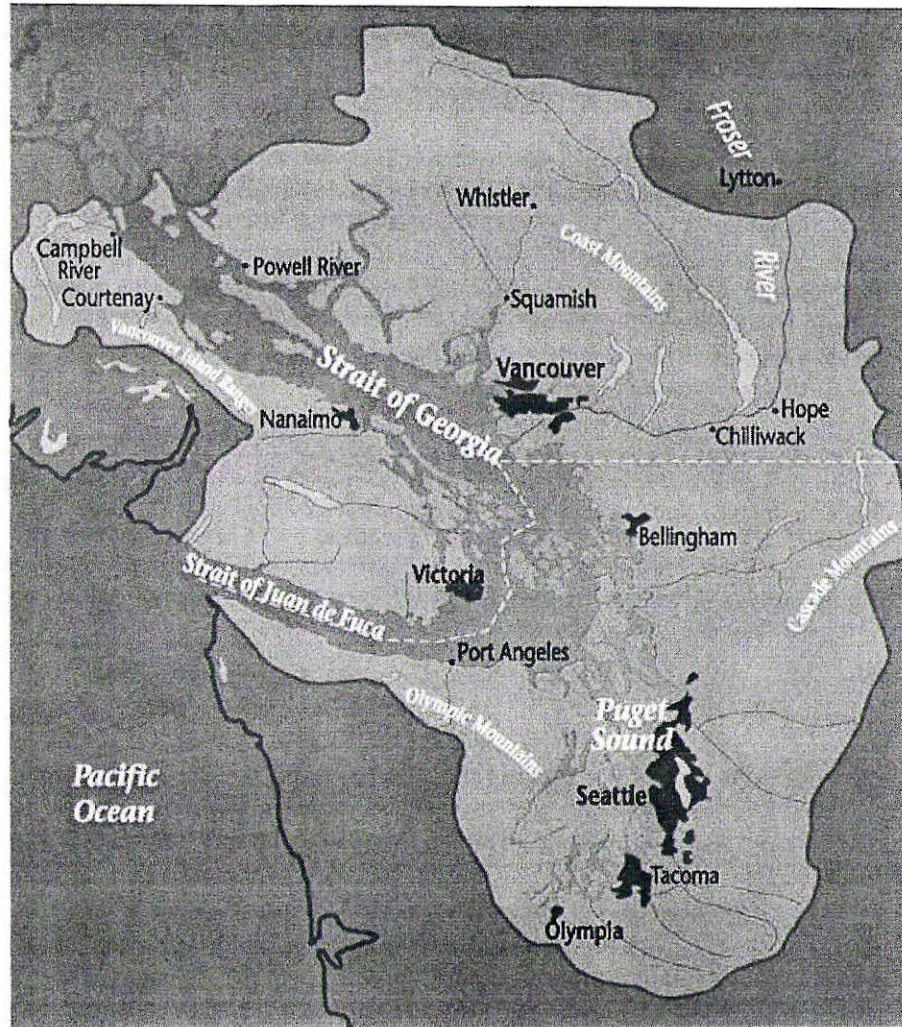 Fraser
Lytton
Whistler
Coast Mountains
River
Campbell
River
Powell River
Courtenay
Squamish
Vancouver Island Ranges
Strait of Georgia
Vancouver
Nanaimo
Hope
Chilliwack
Bellingham
Cascade Mountains
Victoria
Strait of Juan de Fuca
Port Angeles
Olympic Mountains
Puget
Sound
Pacific
Ocean
Seattle
Tacoma
Olympia